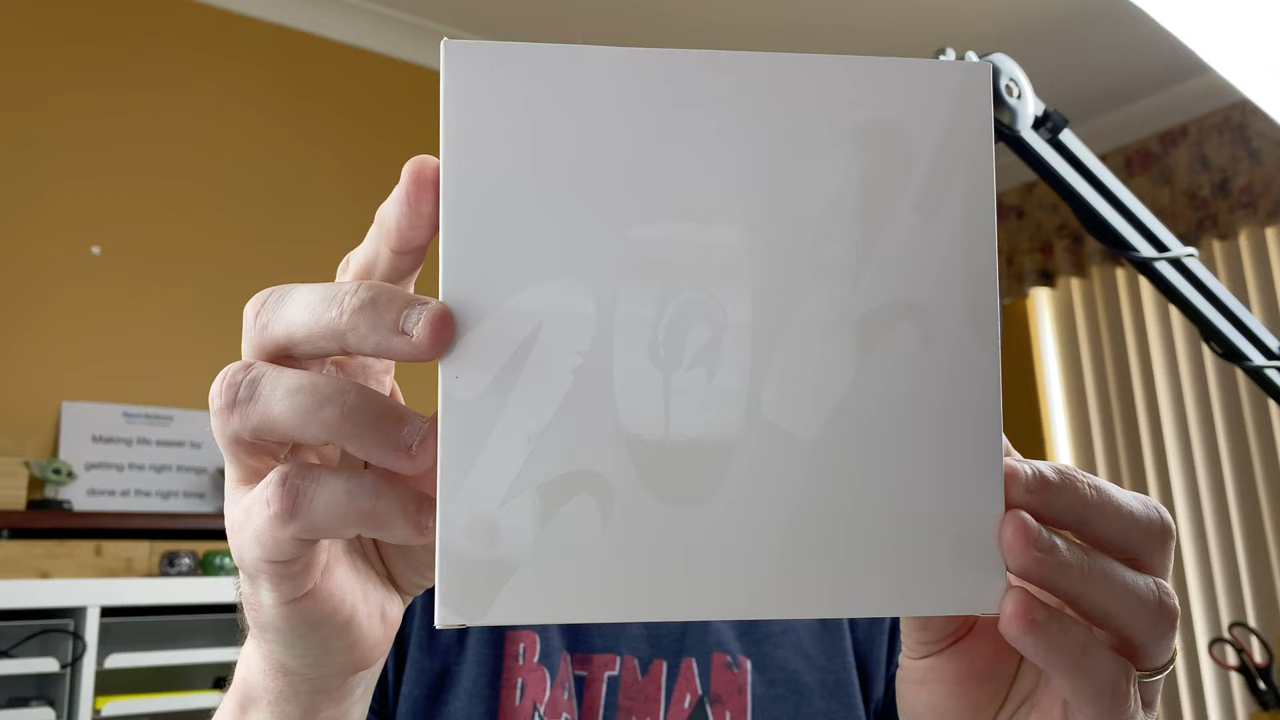 Making life easier by
getting the right things
done at the right time
BATMAN